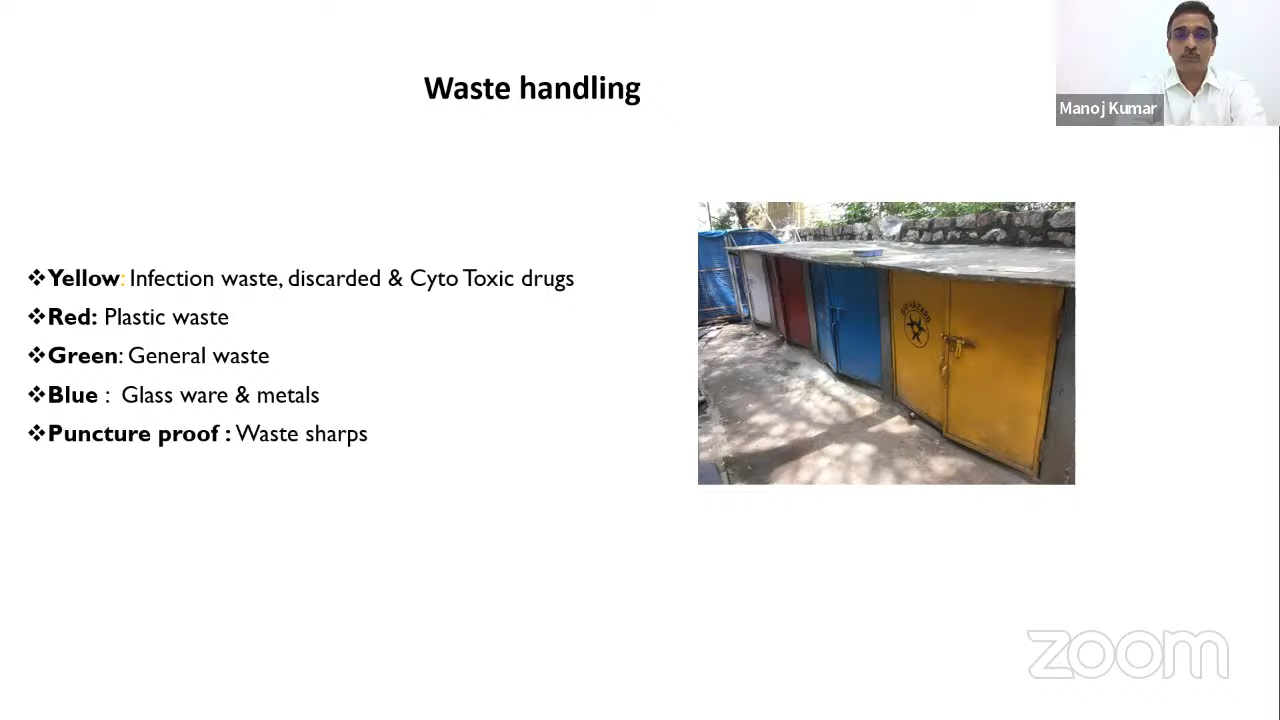 Waste handling
Manoj Kumar
❖Yellow: Infection waste, discarded & Cyto Toxic drugs
❖Red: Plastic waste
❖Green: General waste
❖Blue : Glass ware & metals
❖Puncture proof : Waste sharps
BIOHAZARD
zoom